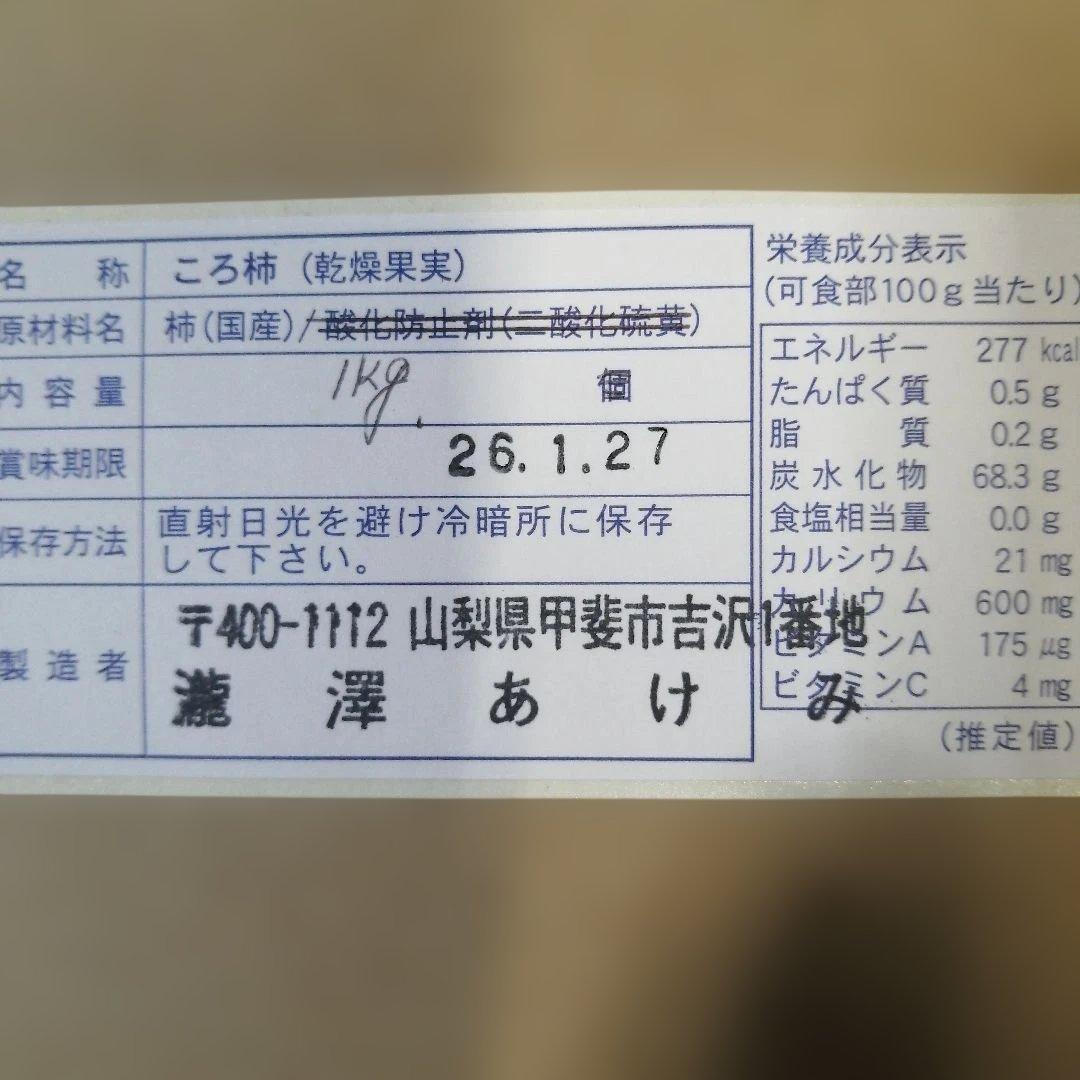 名称 ころ柿(乾燥果実)
原材料名 柿(国産)/酸化防止剤(二酸化硫黄)
内容量 1kg. 個
賞味期限 26.1.27
保存方法 直射日光を避け冷暗所に保存
して下さい。
製造者 〒400-1112 山梨県甲斐市吉沢1番地
瀧澤あけみ
栄養成分表示
(可食部100g当たり)
エネルギー 277 kcal
たんぱく質 0.5 g
脂質 0.2 g
炭水化物 68.3 g
食塩相当量 0.0 g
カルシウム 21 mg
カリウム 600 mg
ビタミンA 175 μg
ビタミンC 4 mg
(推定値)